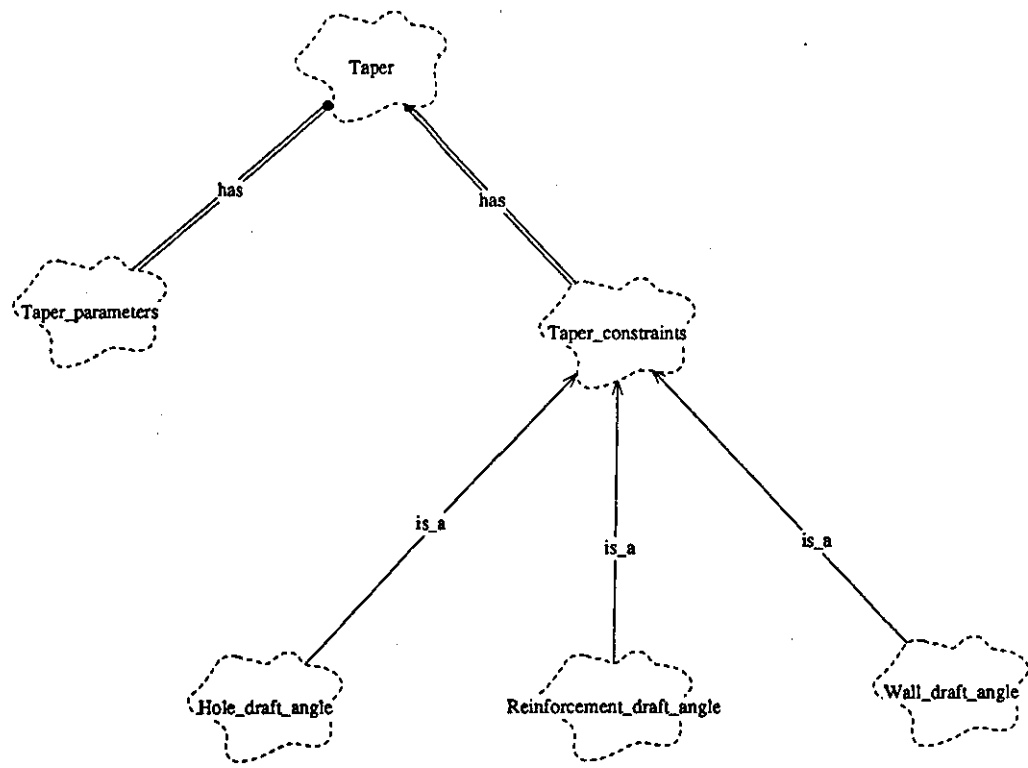 Taper
has
has
Taper_parameters
Taper_constraints
is_a
is_a
is_a
Hole_draft_angle
Reinforcement_draft_angle
Wall_draft_angle